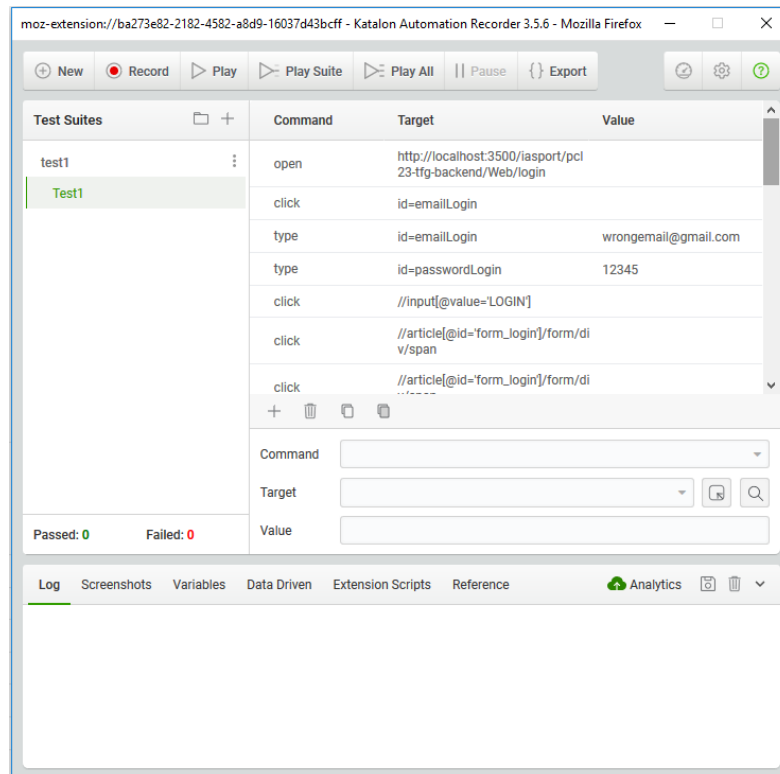 moz-extension://ba273e82-2182-4582-a8d9-16037d43bcff - Katalon Automation Recorder 3.5.6 - Mozilla Firefox
New Record Play Play Suite Play All Pause {} Export
Test Suites
Command Target Value
test1
Test1
open http://localhost:3500/iasport/pcl
23-tfg-backend/Web/login
click id=emailLogin
type id=emailLogin wrongemail@gmail.com
type id=passwordLogin 12345
click //input[@value='LOGIN']
click //article[@id='form_login']/form/di
v/span
click //article[@id='form_login']/form/di
Command
Target
Value
Passed: 0 Failed: 0
Log Screenshots Variables Data Driven Extension Scripts Reference Analytics